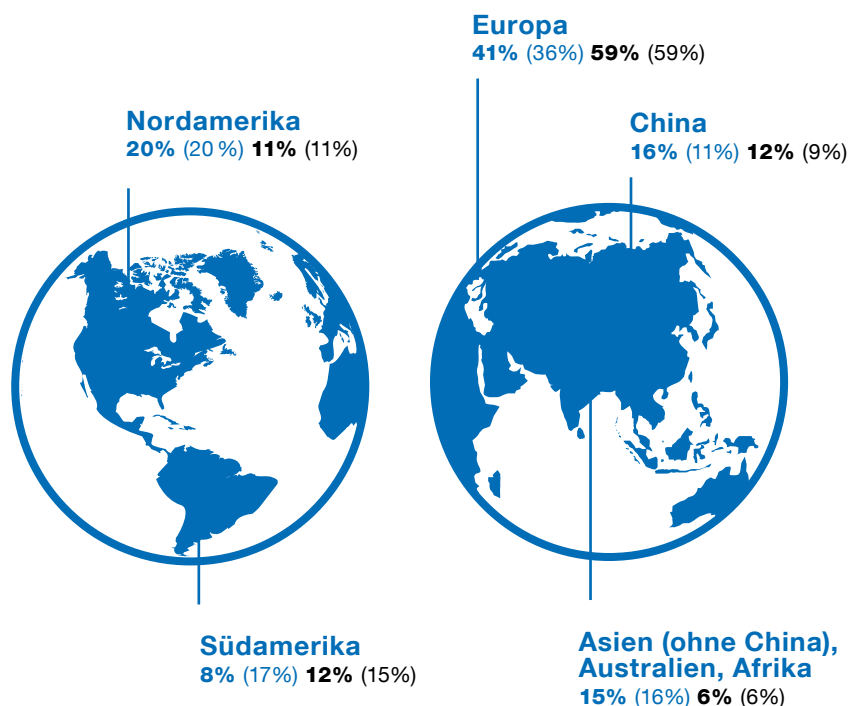 Europa
41% (36%) 59% (59%)
Nordamerika
20% (20 %) 11% (11%)
China
16% (11%) 12% (9%)
Südamerika
8% (17%) 12% (15%)
Asien (ohne China),
Australien, Afrika
15% (16%) 6% (6%)